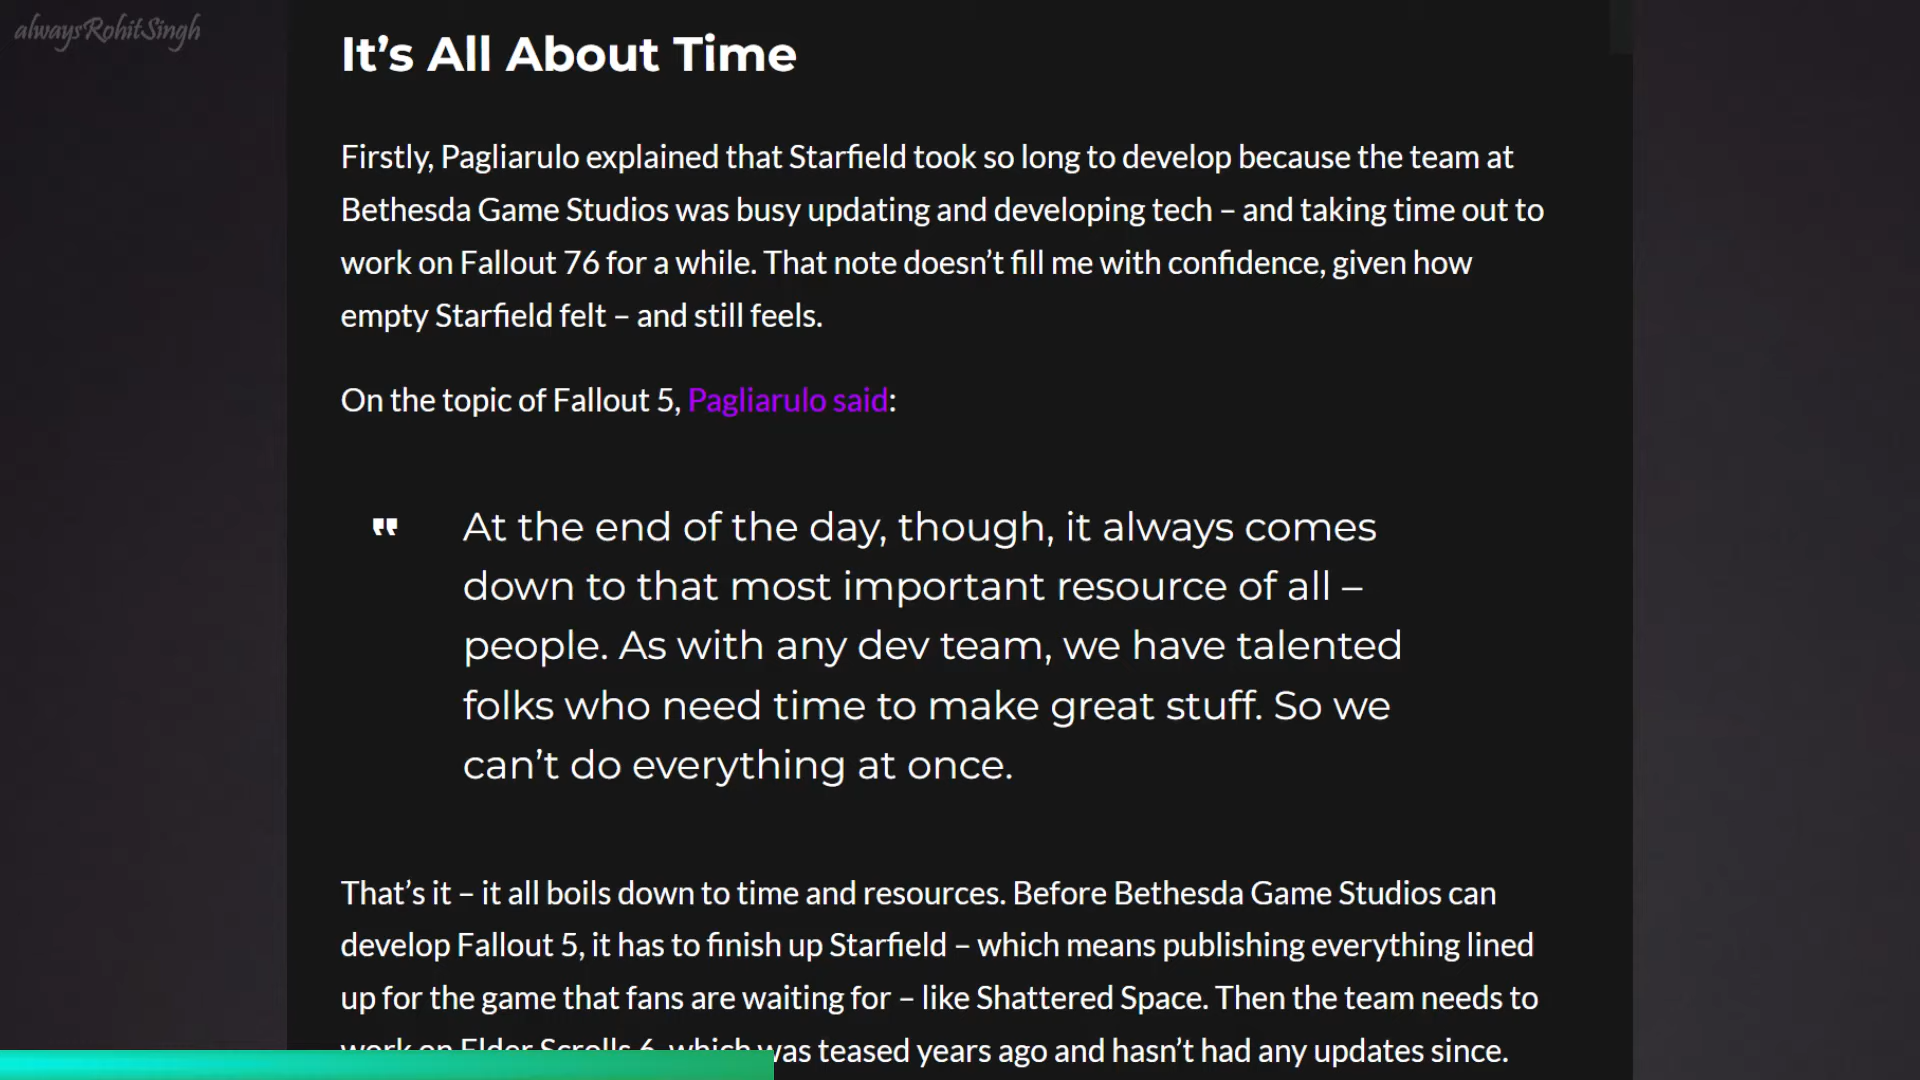 alwaysRohitSingh
It’s All About Time
Firstly, Pagliarulo explained that Starfield took so long to develop because the team at
Bethesda Game Studios was busy updating and developing tech – and taking time out to
work on Fallout 76 for a while. That note doesn’t fill me with confidence, given how
empty Starfield felt – and still feels.
On the topic of Fallout 5, Pagliarulo said:
" At the end of the day, though, it always comes
down to that most important resource of all –
people. As with any dev team, we have talented
folks who need time to make great stuff. So we
can’t do everything at once.
That’s it – it all boils down to time and resources. Before Bethesda Game Studios can
develop Fallout 5, it has to finish up Starfield – which means publishing everything lined
up for the game that fans are waiting for – like Shattered Space. Then the team needs to
work on Elder Scrolls 6, which was teased years ago and hasn’t had any updates since.